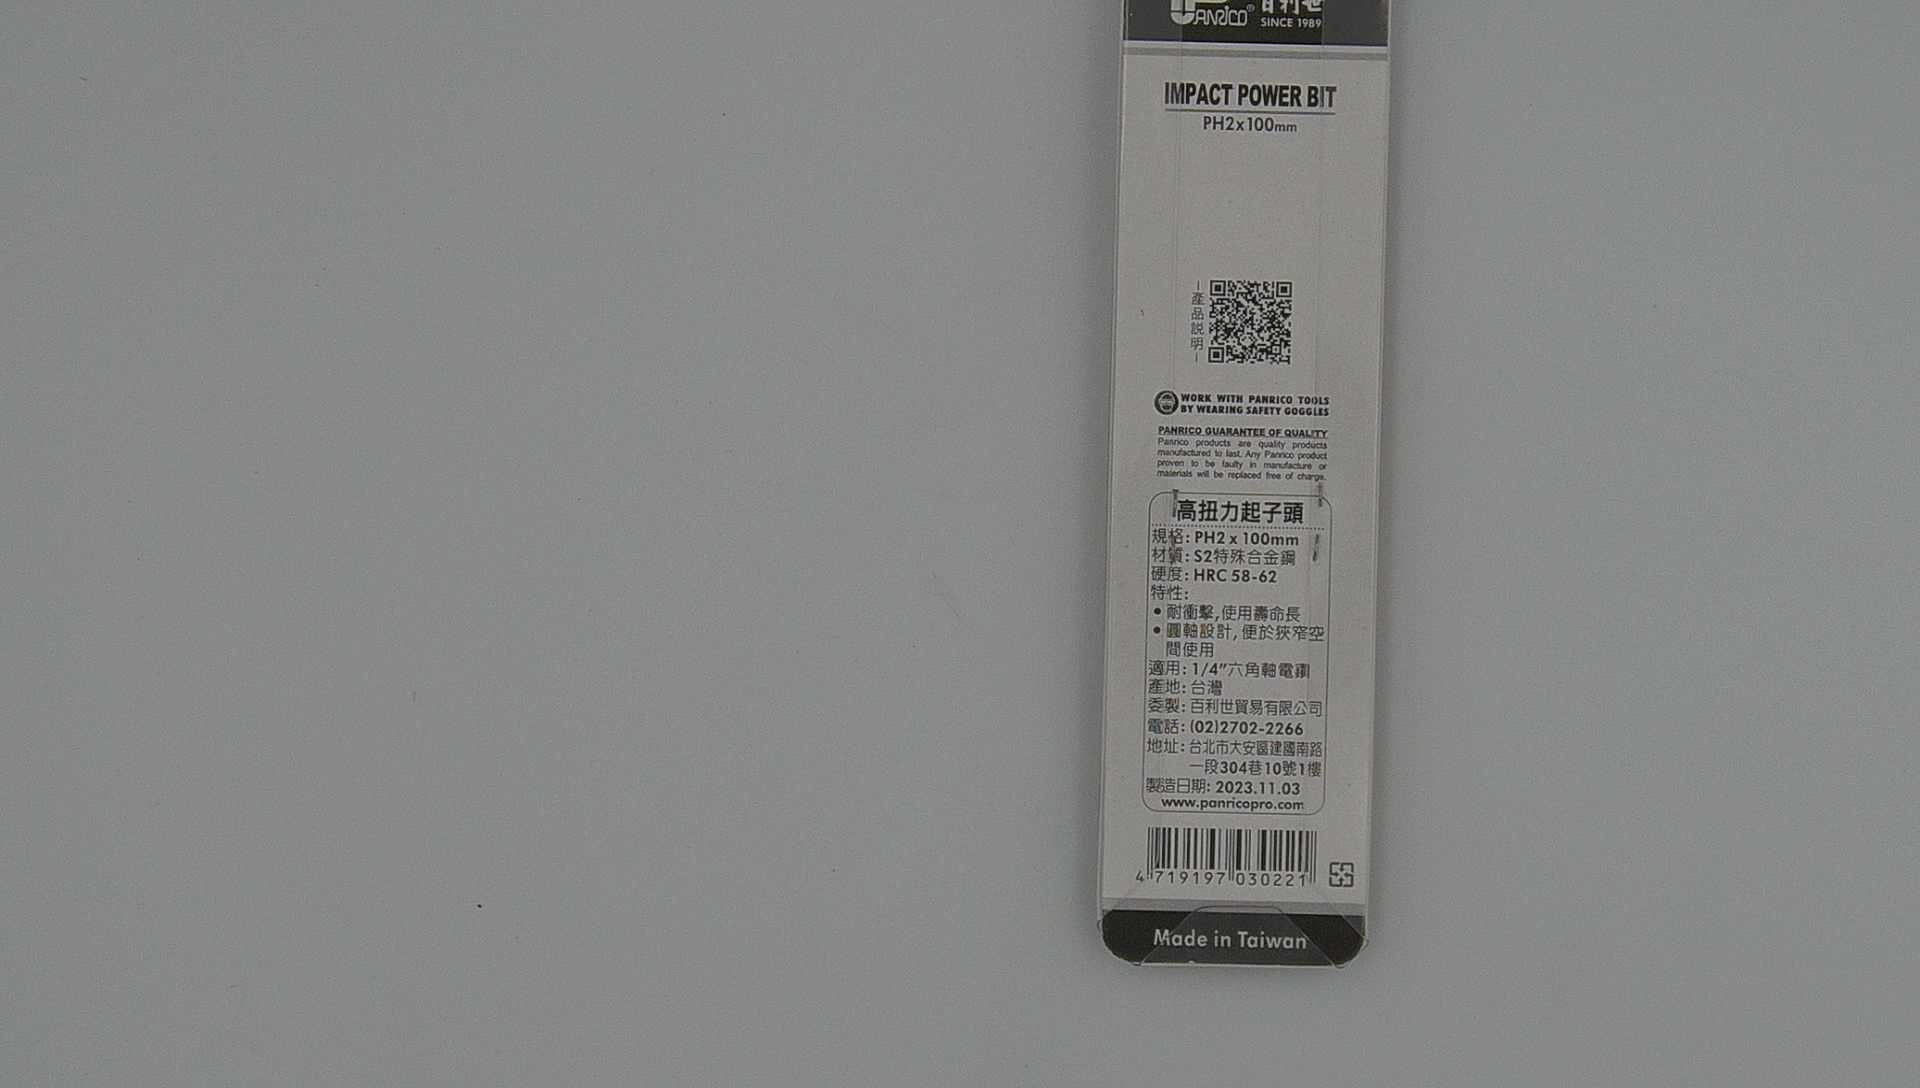 PANRICO® 百利世
SINCE 1989
IMPACT POWER BIT
PH2x100mm
產品説明
WORK WITH PANRICO TOOLS
BY WEARING SAFETY GOGGLES
PANRICO GUARANTEE OF QUALITY
Panrico products are quality products
manufactured to last. Any Panrico product
proven to be faulty in manufacture or
materials will be replaced free of charge.
高扭力起子頭
規格: PH2 x 100mm
材質: S2特殊合金鋼
硬度: HRC 58-62
特性:
• 耐衝擊,使用壽命長
• 圓軸設計, 便於狹窄空
間使用
適用: 1/4"六角軸電鑽
產地: 台灣
委製: 百利世貿易有限公司
電話: (02)2702-2266
地址: 台北市大安區建國南路
一段304巷10號1樓
製造日期: 2023.11.03
www.panricopro.com
4 719197 030221
Made in Taiwan